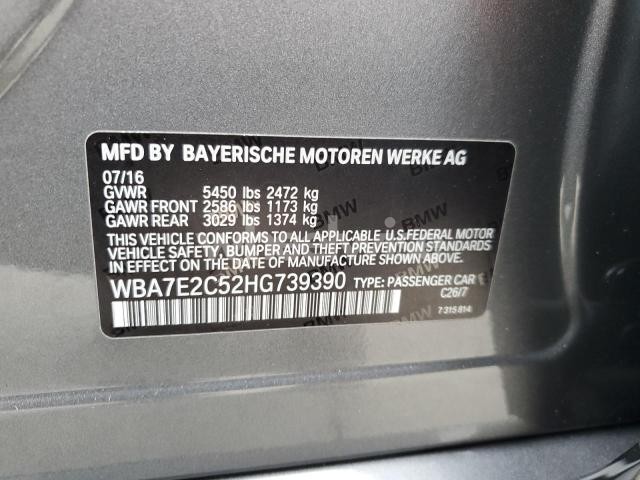 MFD BY BAYERISCHE MOTOREN WERKE AG
07/16
GVWR 5450 lbs 2472 kg
GAWR FRONT 2586 lbs 1173 kg
GAWR REAR 3029 lbs 1374 kg
THIS VEHICLE CONFORMS TO ALL APPLICABLE U.S.FEDERAL MOTOR
VEHICLE SAFETY, BUMPER AND THEFT PREVENTION STANDARDS
IN EFFECT ON THE DATE OF MANUFACTURE SHOWN ABOVE.
WBA7E2C52HG739390 TYPE: PASSENGER CAR
C26/7
7 315 814